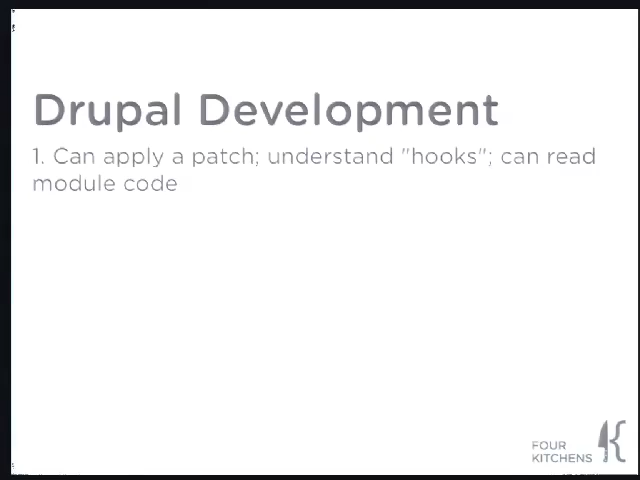 Drupal Development
1. Can apply a patch; understand "hooks"; can read
module code
FOUR
KITCHENS